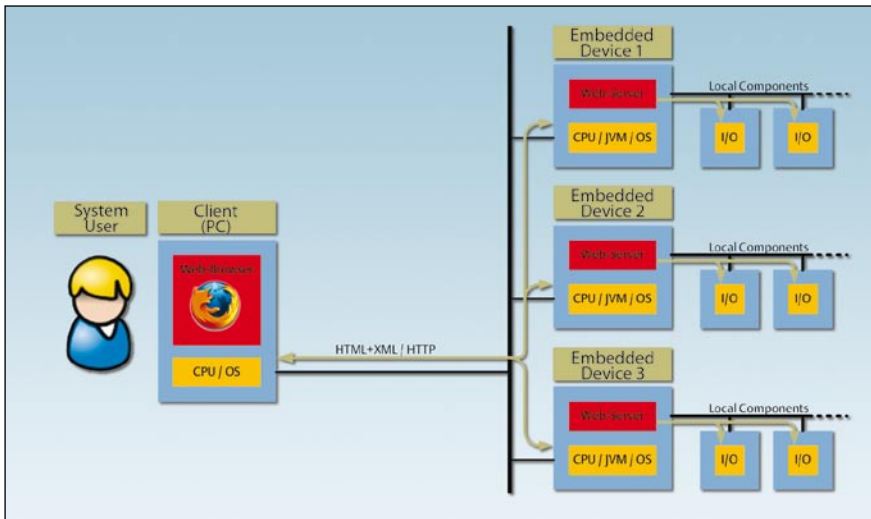 System
User
Client
(PC)
Web-Browser
CPU / OS
HTML+XML / HTTP
Embedded
Device 1
Web-Server
CPU / JVM / OS
Local Components
I/O
I/O
Embedded
Device 2
Web-Server
CPU / JVM / OS
Local Components
I/O
I/O
Embedded
Device 3
Web-Server
CPU / JVM / OS
Local Components
I/O
I/O